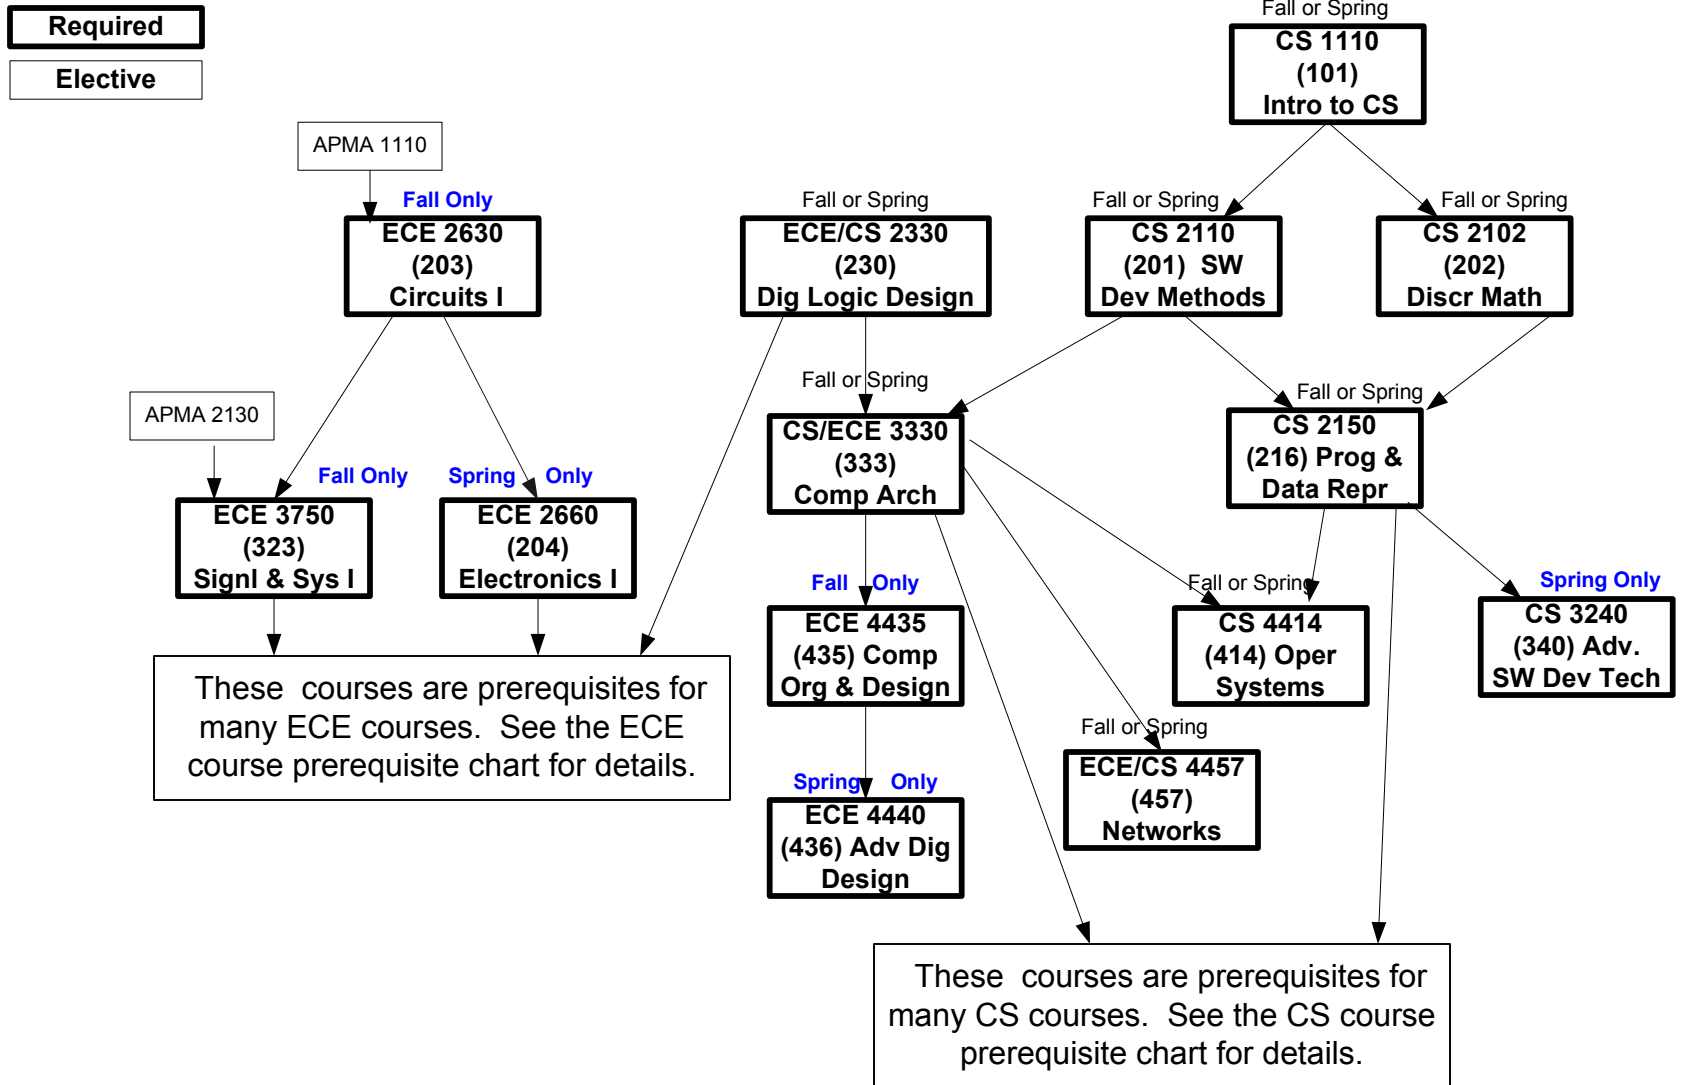 Required
Elective
Fall or Spring
CS 1110
(101)
Intro to CS
APMA 1110
Fall Only
ECE 2630
(203)
Circuits I
Fall or Spring
ECE/CS 2330
(230)
Dig Logic Design
Fall or Spring
CS 2110
(201) SW
Dev Methods
Fall or Spring
CS 2102
(202)
Discr Math
APMA 2130
Fall Only
ECE 3750
(323)
Signl & Sys I
Spring Only
ECE 2660
(204)
Electronics I
Fall or Spring
CS/ECE 3330
(333)
Comp Arch
Fall or Spring
CS 2150
(216) Prog &
Data Repr
Fall Only
ECE 4435
(435) Comp
Org & Design
Fall or Spring
CS 4414
(414) Oper
Systems
Spring Only
CS 3240
(340) Adv.
SW Dev Tech
These courses are prerequisites for
many ECE courses. See the ECE
course prerequisite chart for details.
Spring Only
ECE 4440
(436) Adv Dig
Design
Fall or Spring
ECE/CS 4457
(457)
Networks
These courses are prerequisites for
many CS courses. See the CS course
prerequisite chart for details.